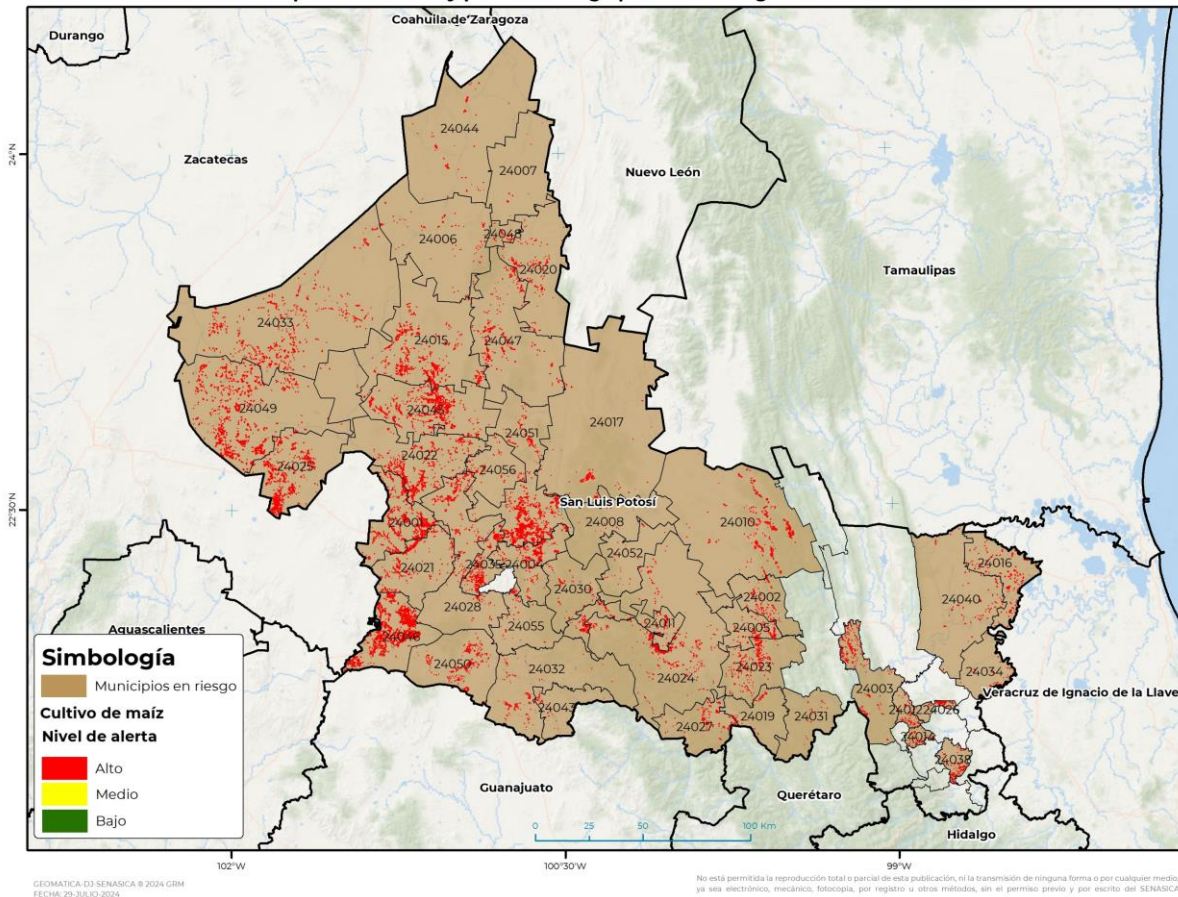 Coahuila de Zaragoza
Durango
24°N
Zacatecas
Nuevo León
Tamaulipas
24044
24007
24006
24048
24020
24033
24015
24047
24049
24045
24017
24051
24025
24022
24056
22°30'N
San Luis Potosí
24001
24008
24010
24052
24016
24021
24035
24004
24030
24002
24040
24028
24011
24005
24055
Aguascalientes
24046
24050
24032
24024
24023
24034
24003
Veracruz de Ignacio de la Llave
24043
24027
24019
24031
24012
24026
24014
24038
Guanajuato
Querétaro
Hidalgo
Simbología
Municipios en riesgo
Cultivo de maíz
Nivel de alerta
Alto
Medio
Bajo
0 25 50 100 Km
102°W
100°30'W
99°W
GEOMATICA-DJ SENASICA ® 2024 GRM
FECHA: 29-JULIO-2024
No está permitida la reproducción total o parcial de esta publicación, ni la transmisión de ninguna forma o por cualquier medio,
ya sea electrónico, mecánico, fotocopia, por registro u otros métodos, sin el permiso previo y por escrito del SENASICA